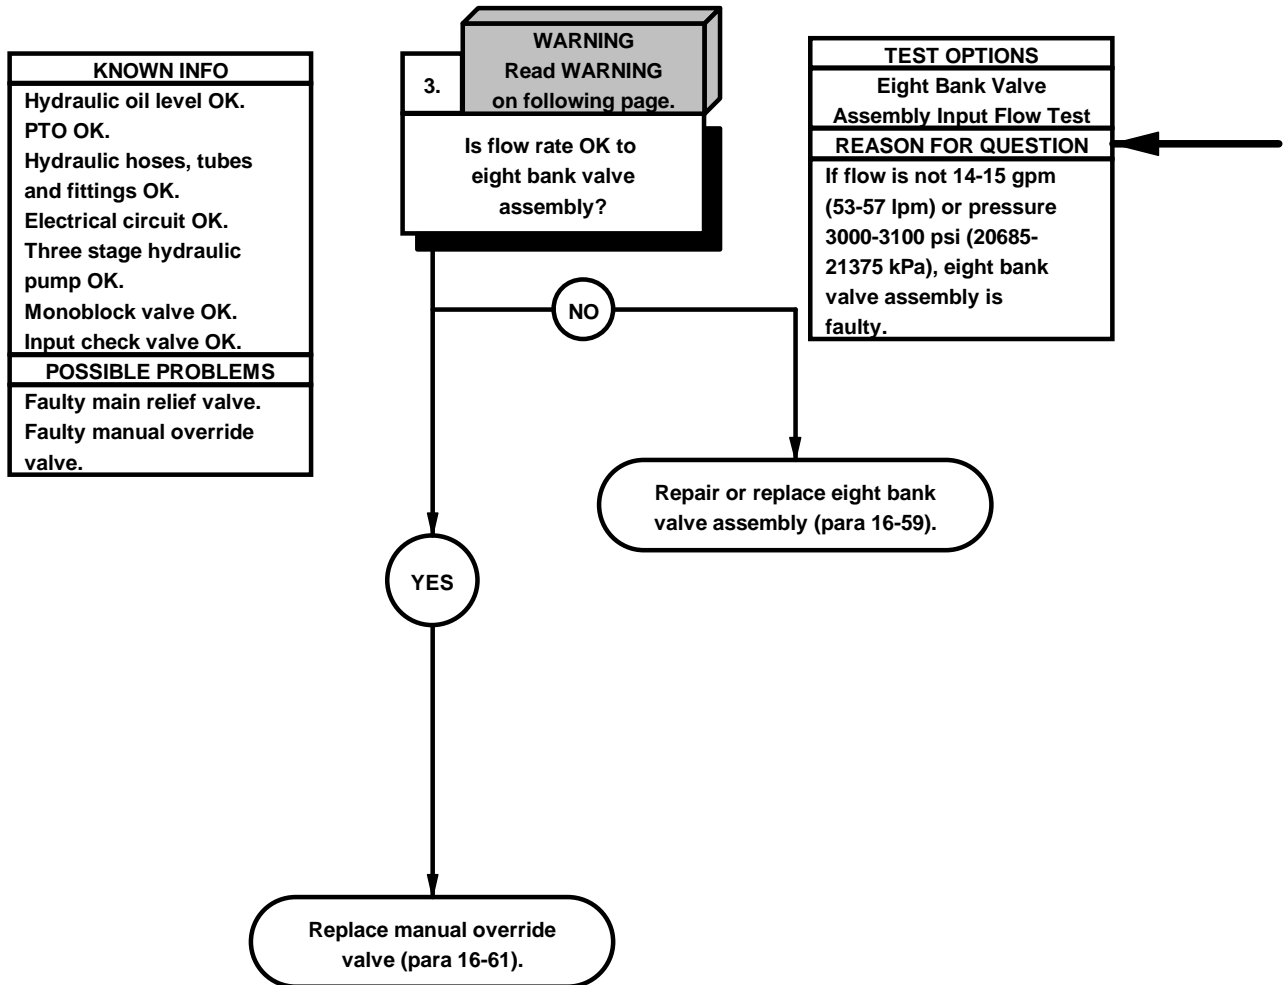 KNOWN INFO
Hydraulic oil level OK.
PTO OK.
Hydraulic hoses, tubes
and fittings OK.
Electrical circuit OK.
Three stage hydraulic
pump OK.
Monoblock valve OK.
Input check valve OK.
POSSIBLE PROBLEMS
Faulty main relief valve.
Faulty manual override
valve.
WARNING
Read WARNING
on following page.
3.
Is flow rate OK to
eight bank valve
assembly?
TEST OPTIONS
Eight Bank Valve
Assembly Input Flow Test
REASON FOR QUESTION
If flow is not 14-15 gpm
(53-57 lpm) or pressure
3000-3100 psi (20685-
21375 kPa), eight bank
valve assembly is
faulty.
NO
Repair or replace eight bank
valve assembly (para 16-59).
YES
Replace manual override
valve (para 16-61).